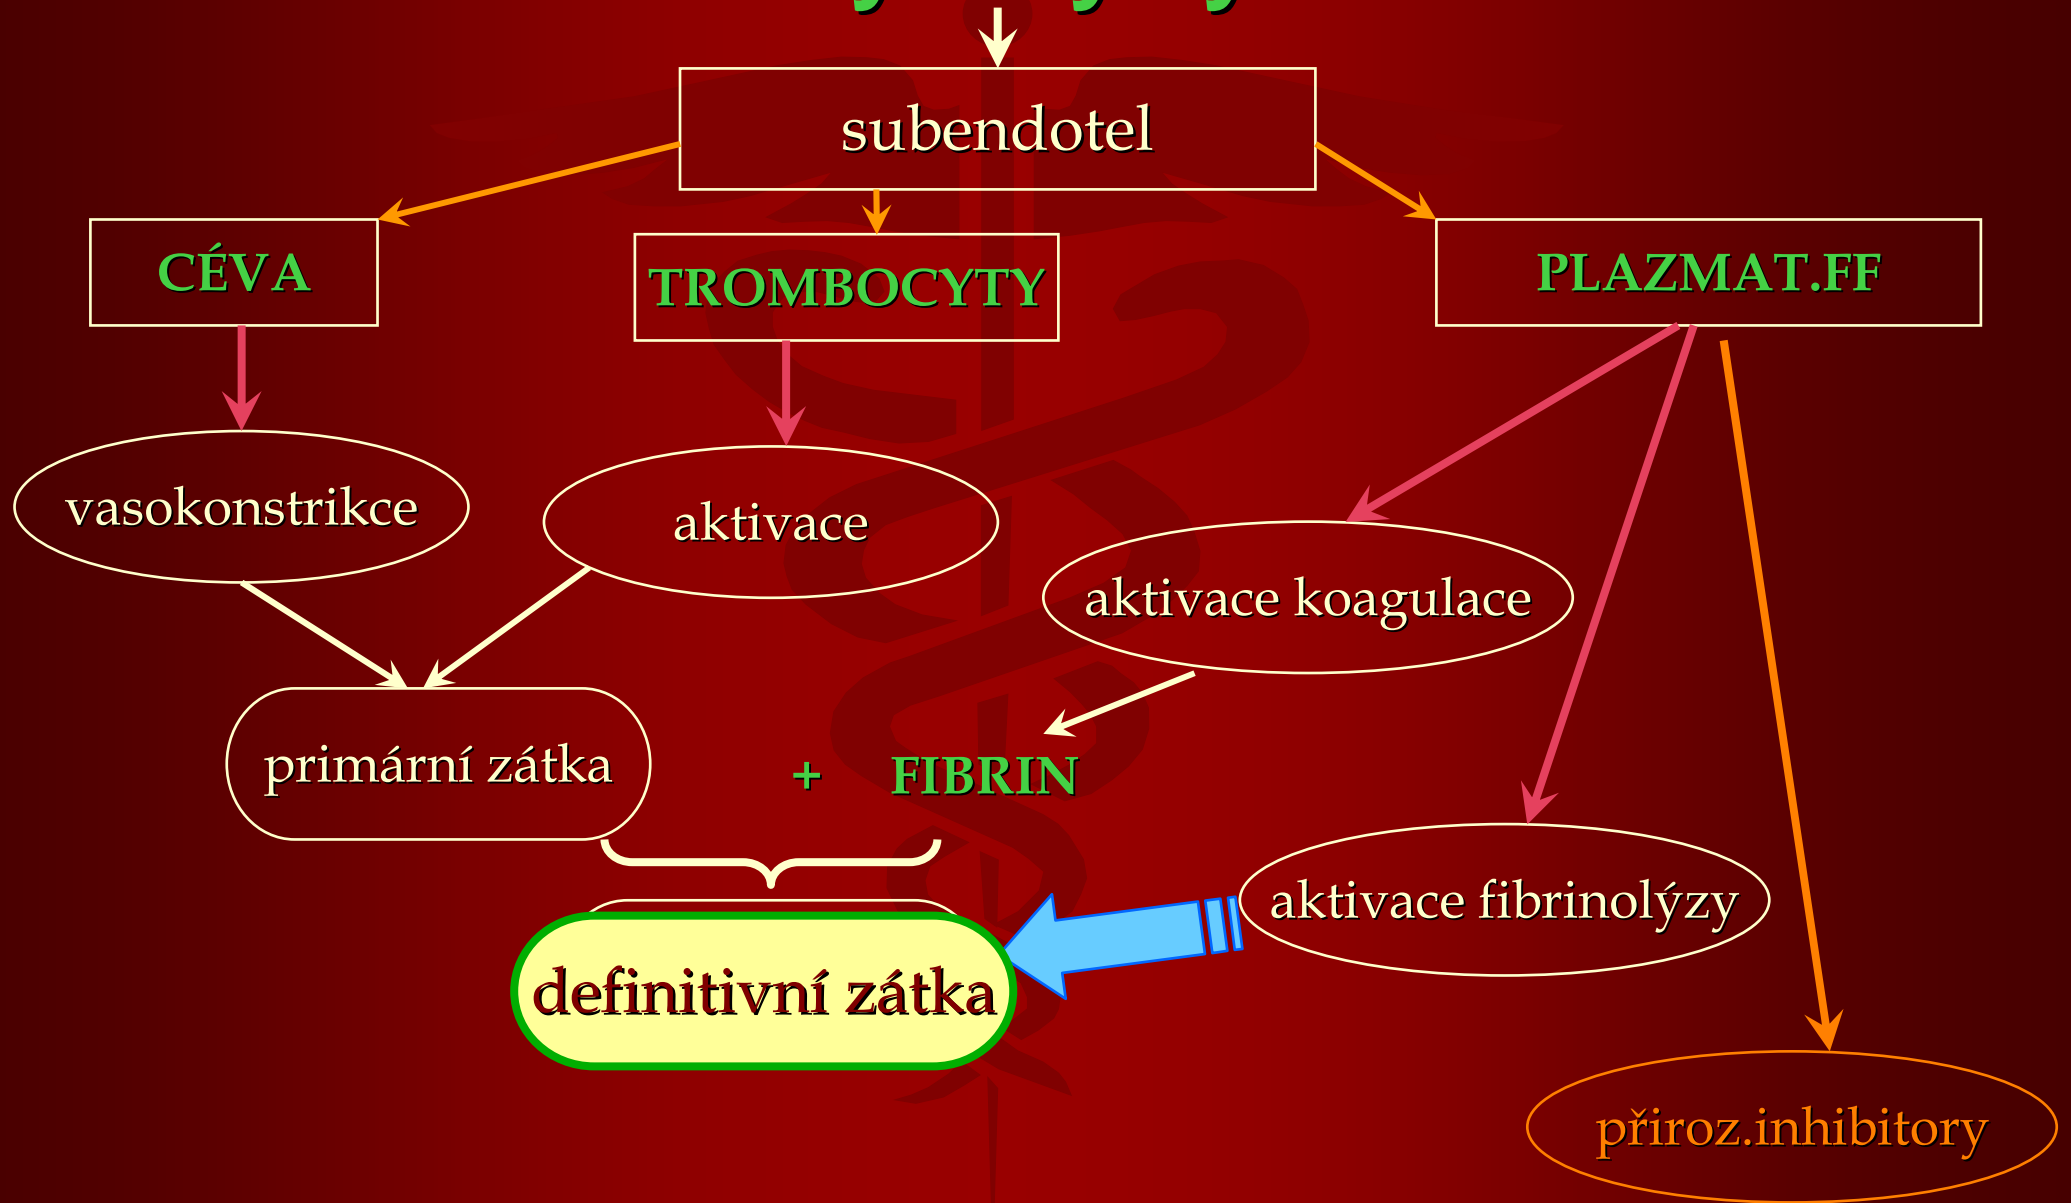 subendotel
CÉVA
TROMBOCYTY
PLAZMAT.FF
vasokonstrikce
aktivace
aktivace koagulace
primární zátka
+ FIBRIN
aktivace fibrinolýzy
definitivní zátka
přiroz.inhibitory